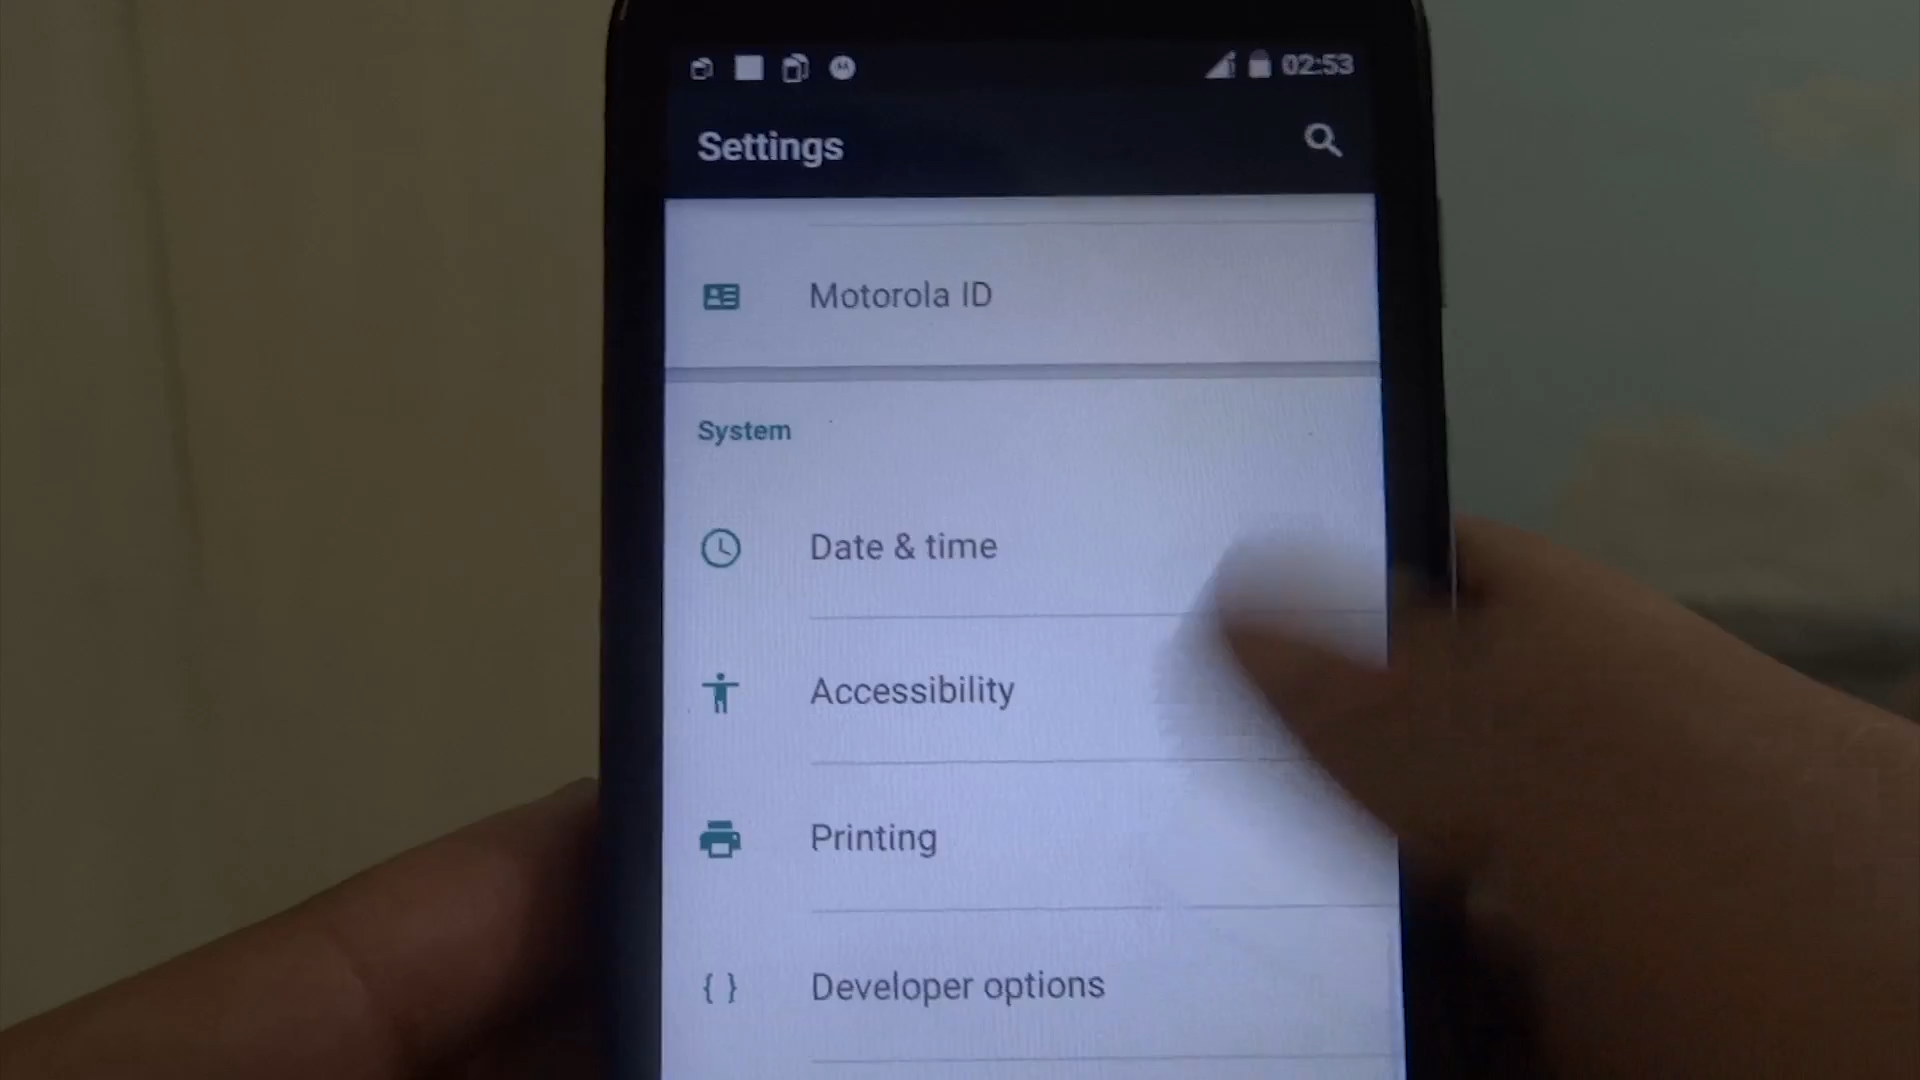 02:53
Settings
Motorola ID
System
Date & time
Accessibility
Printing
{ } Developer options